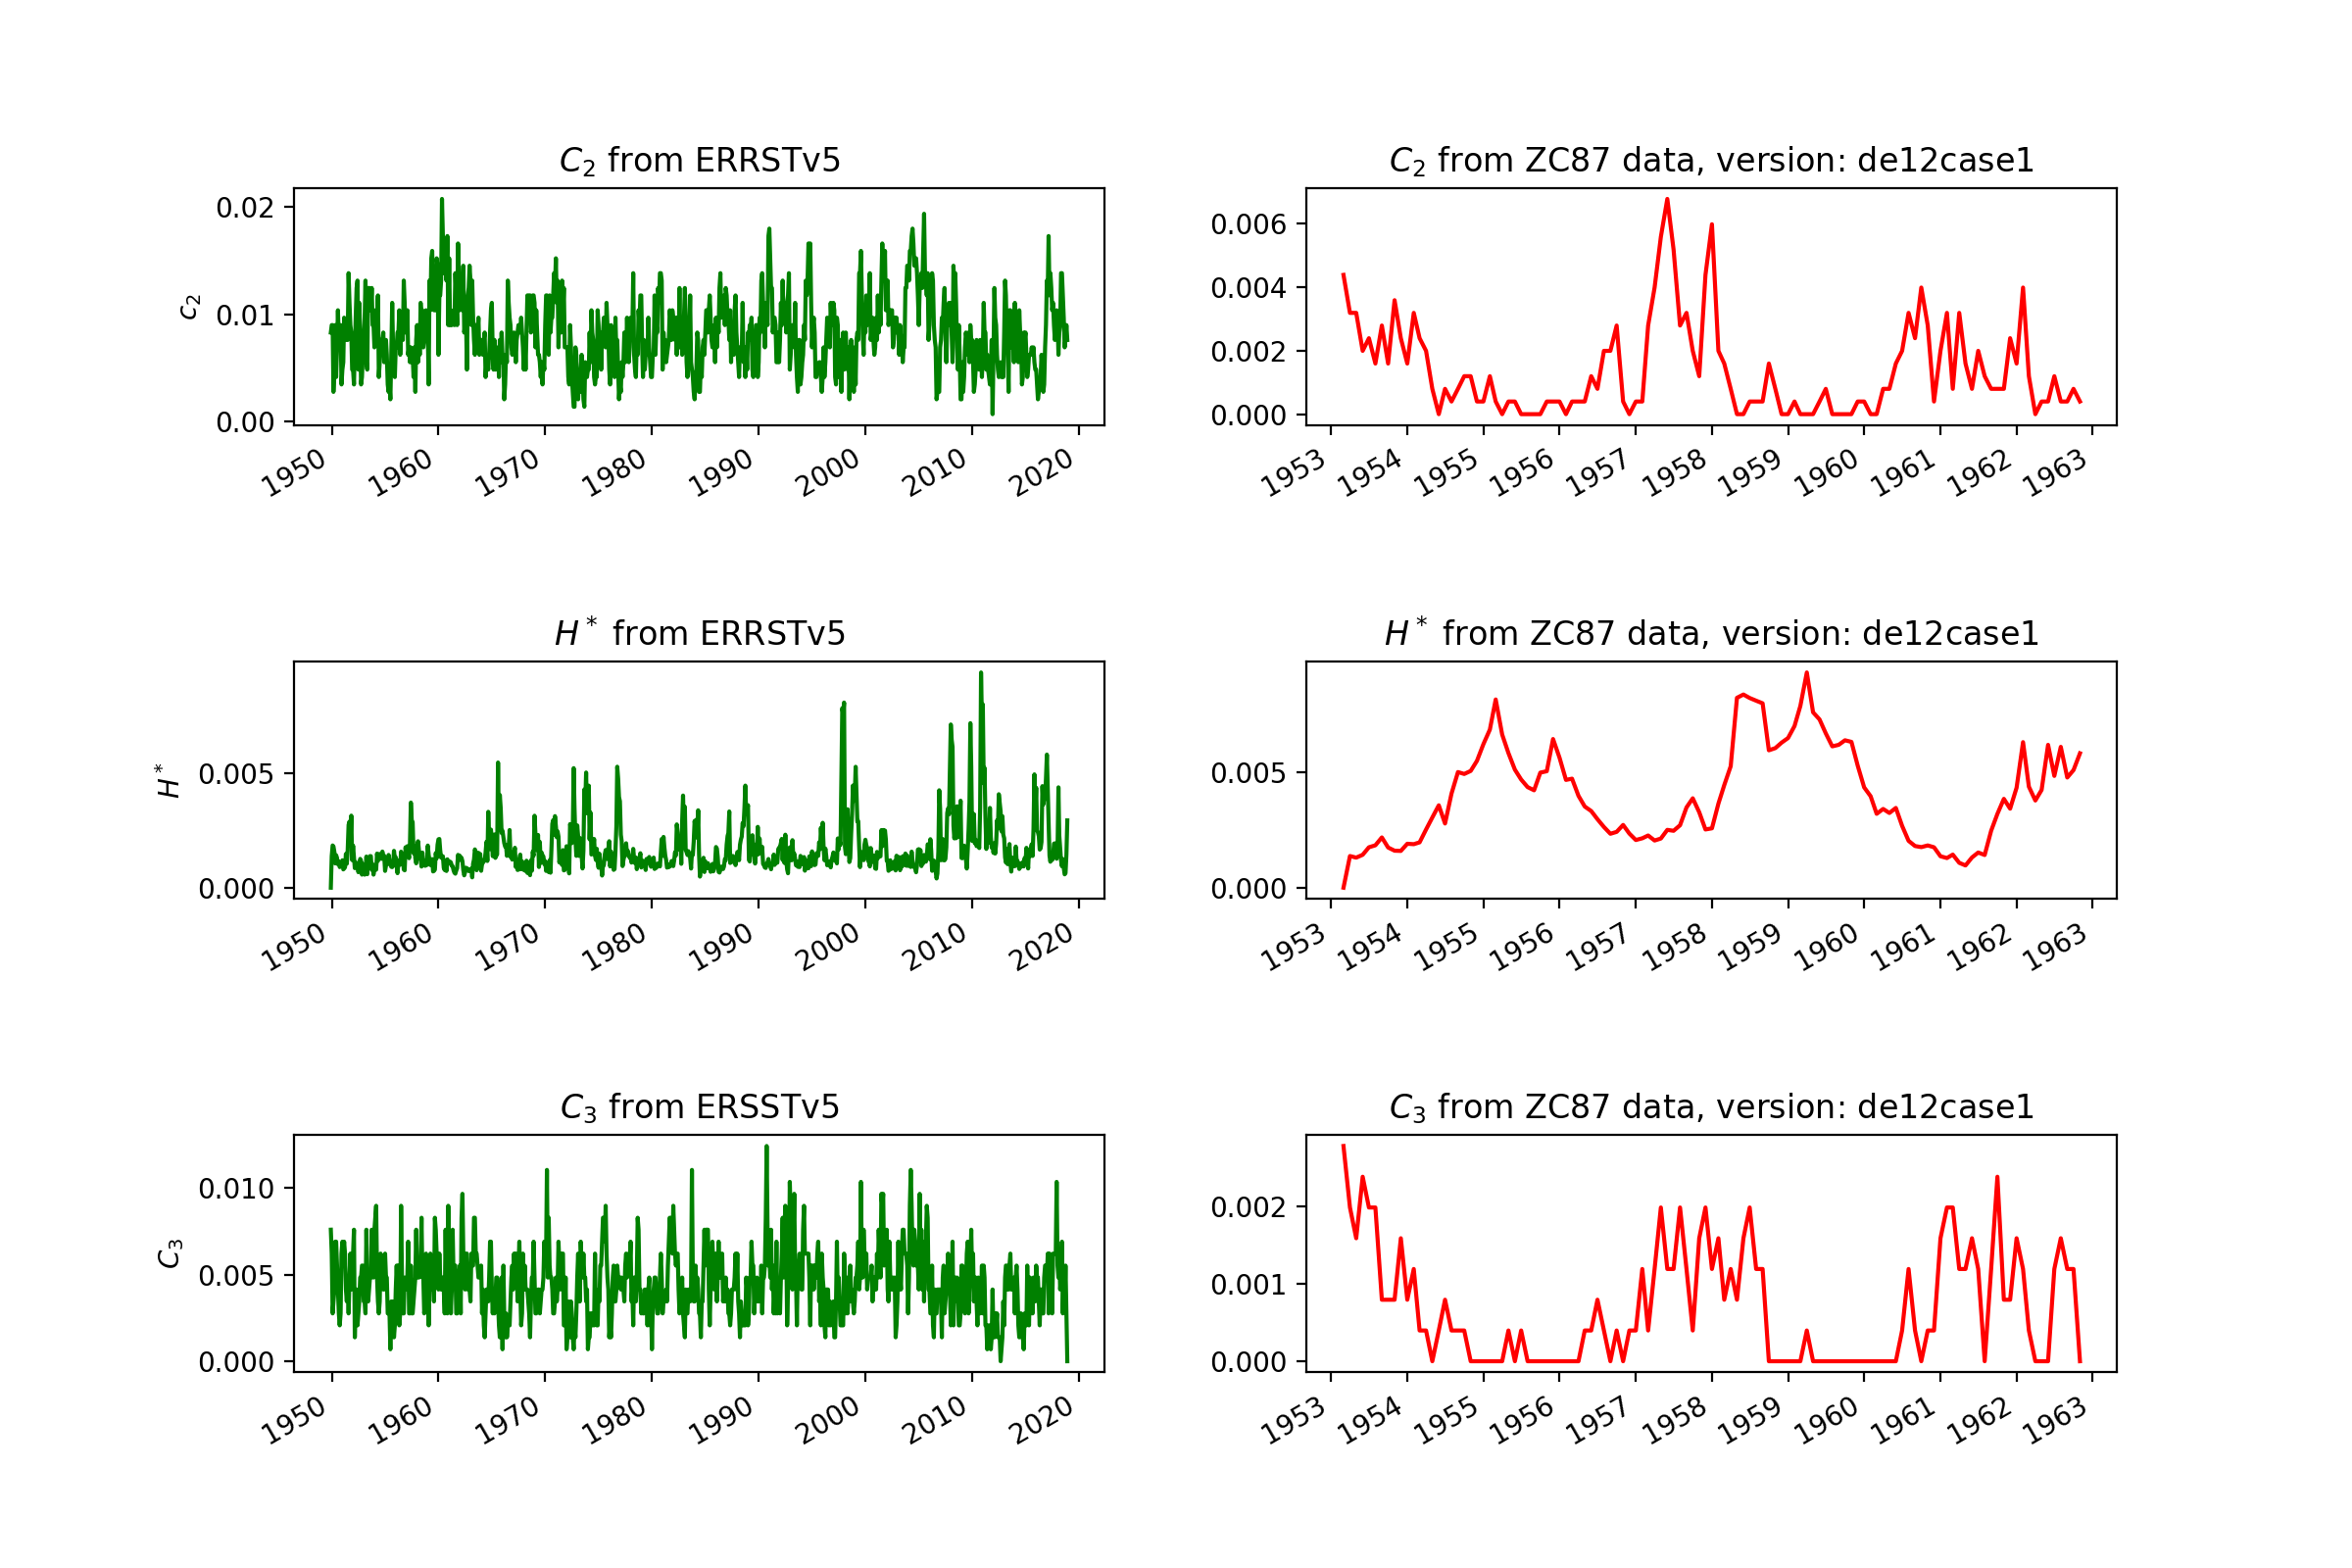 C₂ from ERRSTv5
0.02
0.01
0.00
c₂
1950 1960 1970 1980 1990 2000 2010 2020
C₂ from ZC87 data, version: de12case1
0.006
0.004
0.002
0.000
1953 1954 1955 1956 1957 1958 1959 1960 1961 1962 1963
H* from ERRSTv5
0.005
0.000
H*
1950 1960 1970 1980 1990 2000 2010 2020
H* from ZC87 data, version: de12case1
0.005
0.000
1953 1954 1955 1956 1957 1958 1959 1960 1961 1962 1963
C₃ from ERSSTv5
0.010
0.005
0.000
C₃
1950 1960 1970 1980 1990 2000 2010 2020
C₃ from ZC87 data, version: de12case1
0.002
0.001
0.000
1953 1954 1955 1956 1957 1958 1959 1960 1961 1962 1963